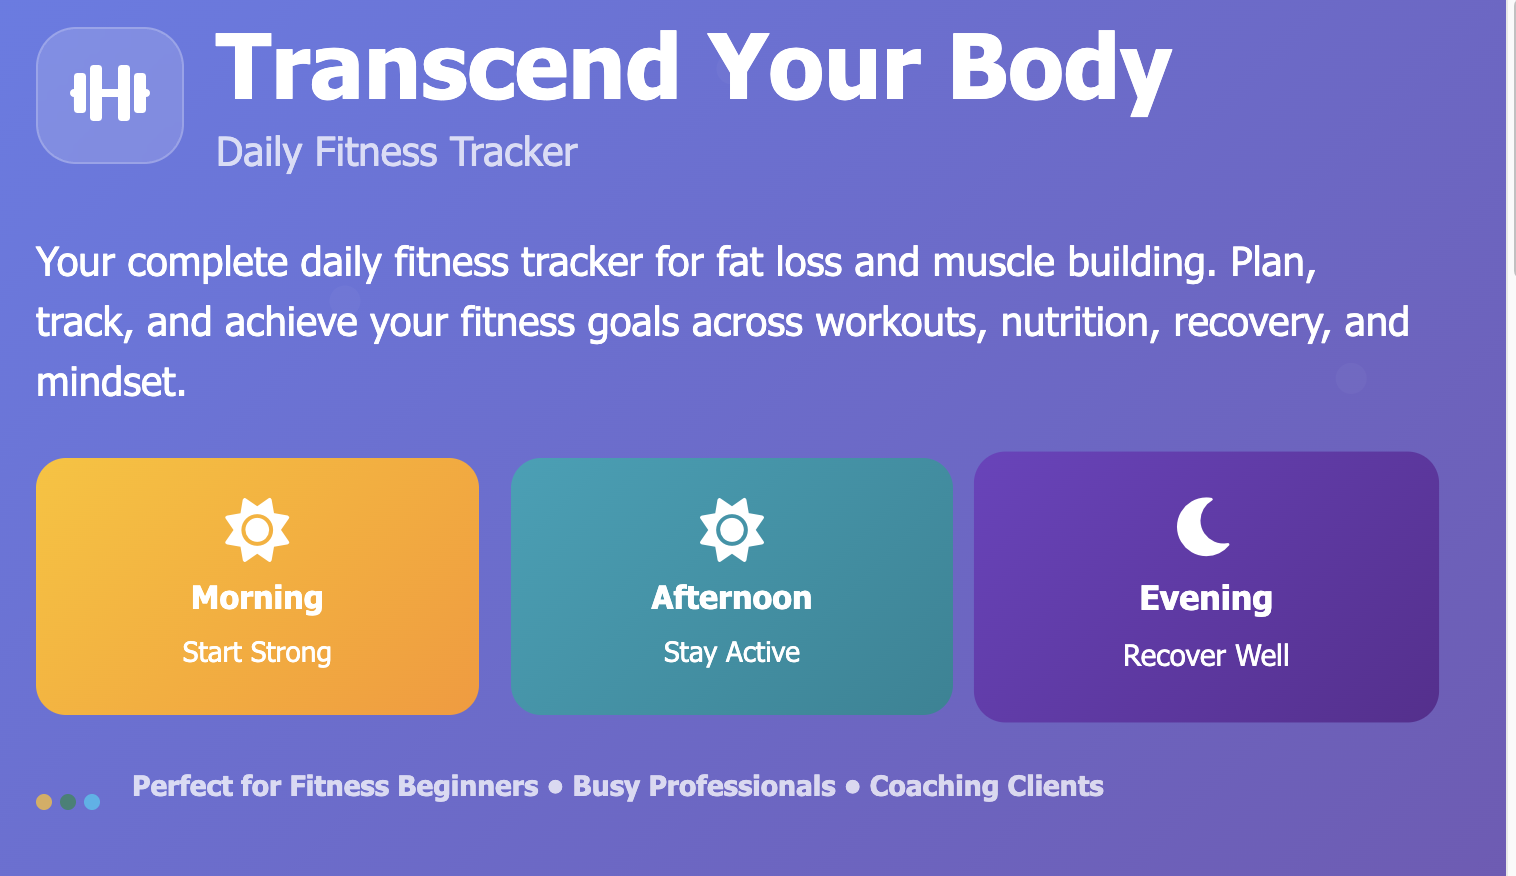 Transcend Your Body
Daily Fitness Tracker
Your complete daily fitness tracker for fat loss and muscle building. Plan,
track, and achieve your fitness goals across workouts, nutrition, recovery, and
mindset.
Morning
Start Strong
Afternoon
Stay Active
Evening
Recover Well
Perfect for Fitness Beginners • Busy Professionals • Coaching Clients